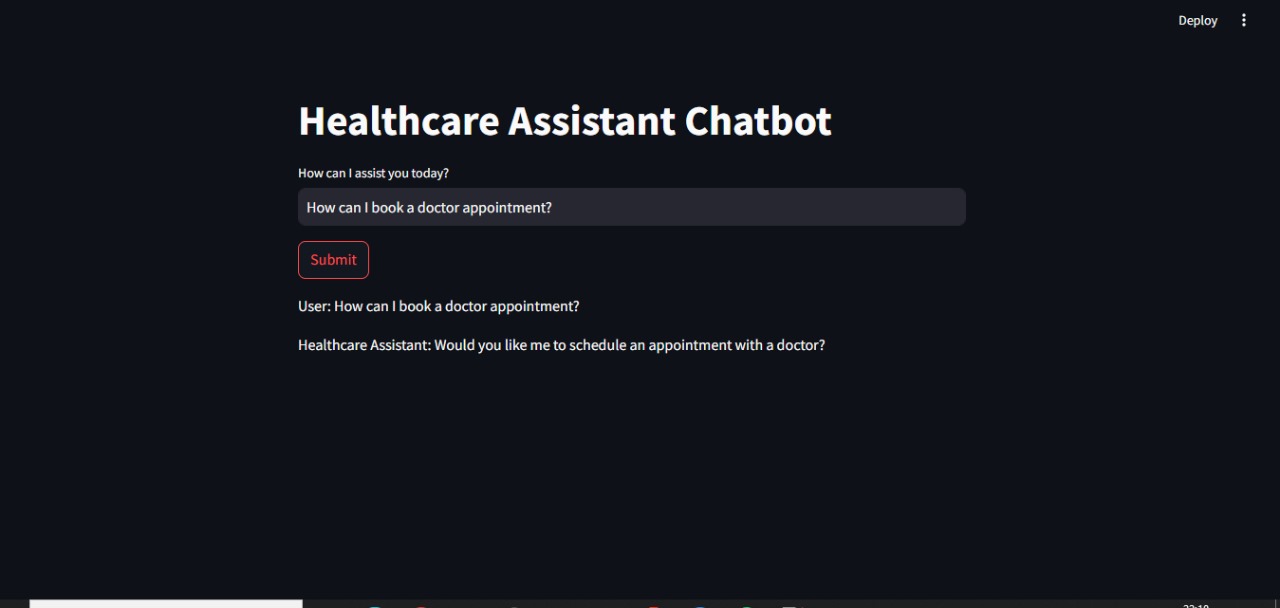 Deploy
Healthcare Assistant Chatbot
How can I assist you today?
How can I book a doctor appointment?
Submit
User: How can I book a doctor appointment?
Healthcare Assistant: Would you like me to schedule an appointment with a doctor?